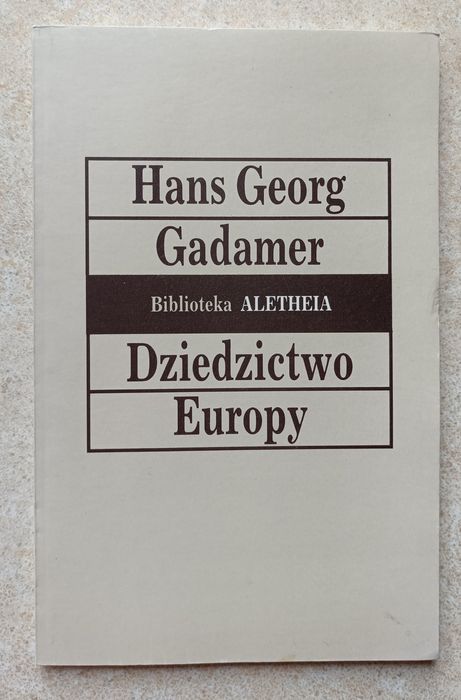 Hans Georg
Gadamer
Biblioteka ALETHEIA
Dziedzictwo
Europy